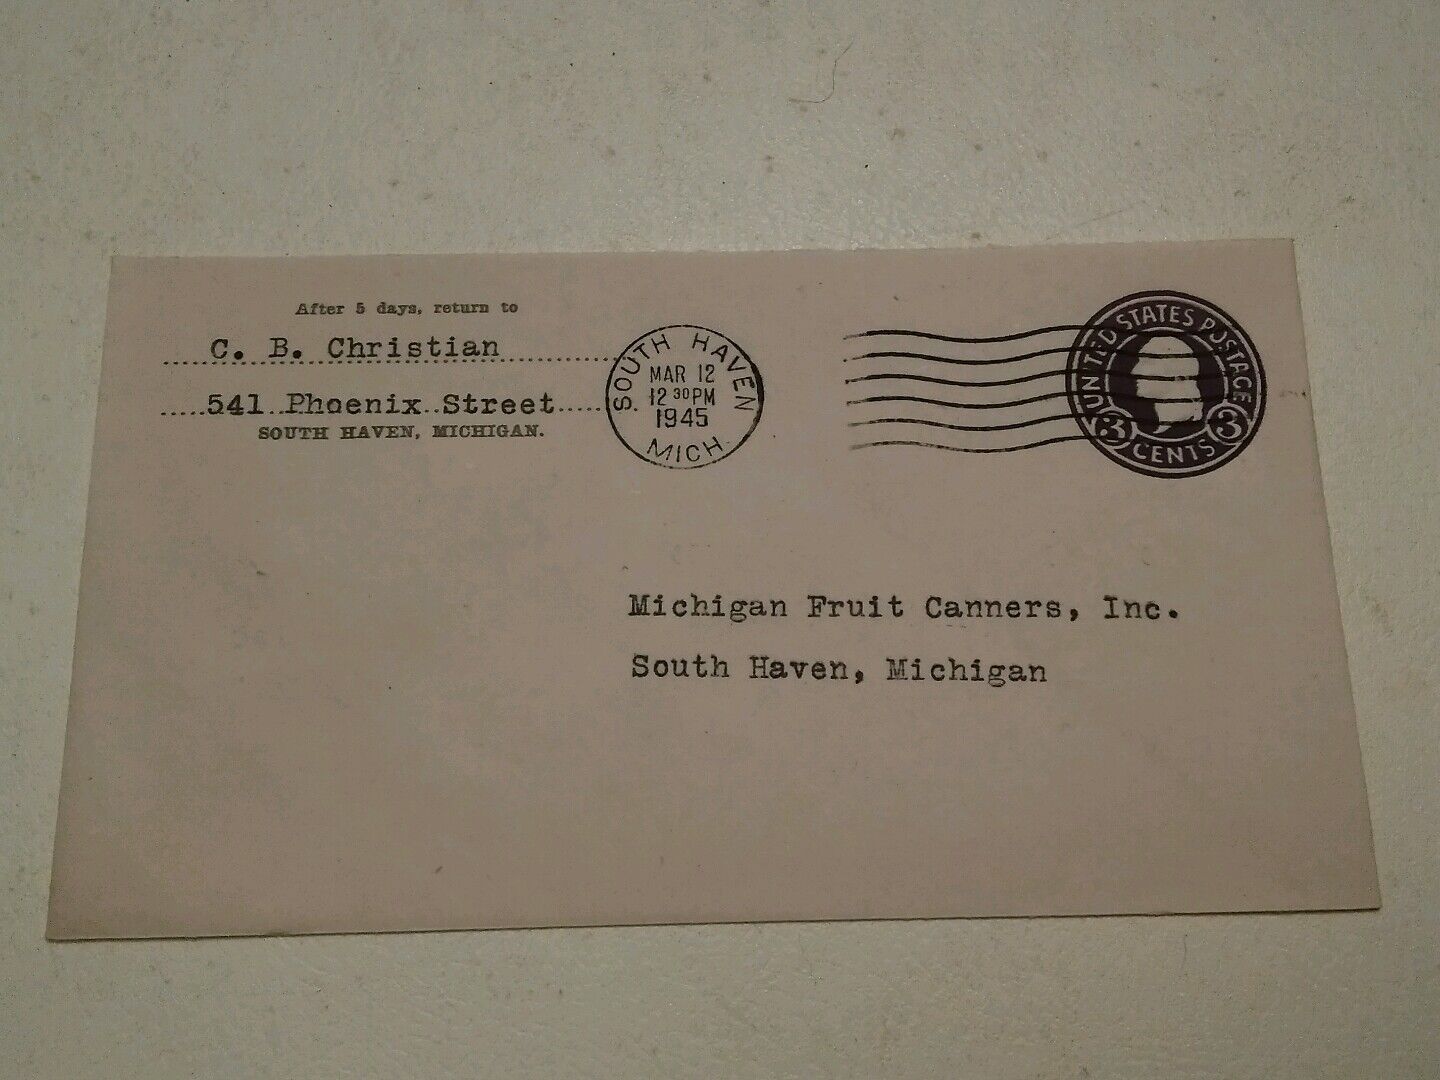 After 5 days, return to
C. B. Christian
541 Phoenix Street
SOUTH HAVEN, MICHIGAN.
SOUTH HAVEN
MAR 12
12 30 PM
1945
MICH.
UNITED STATES POSTAGE
3 3
CENTS
Michigan Fruit Canners, Inc.
South Haven, Michigan